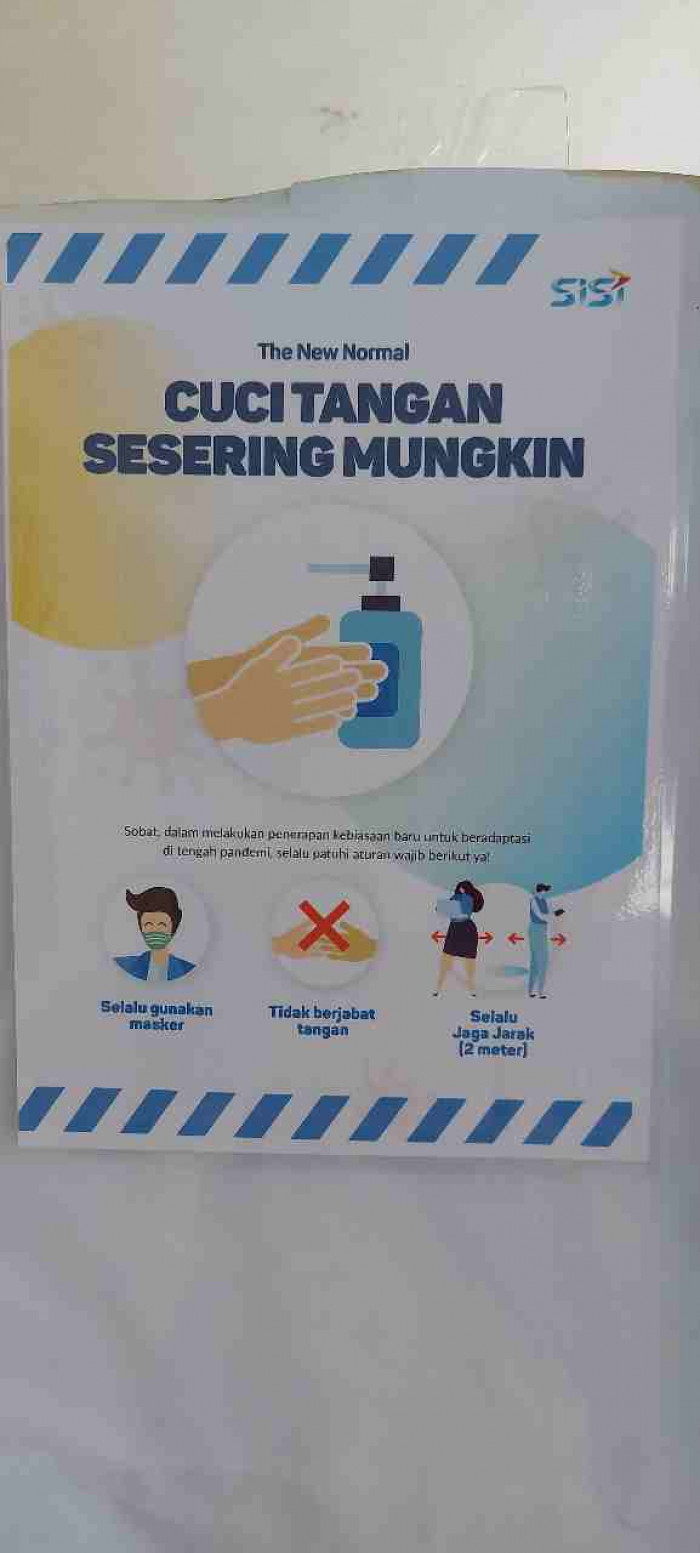 SISI
The New Normal
CUCI TANGAN
SESERING MUNGKIN
Sobat, dalam melakukan penerapan kebiasaan baru untuk beradaptasi
di tengah pandemi, selalu patuhi aturan wajib berikut ya!
Selalu gunakan
masker
Tidak berjabat
tangan
Selalu
Jaga Jarak
(2 meter)